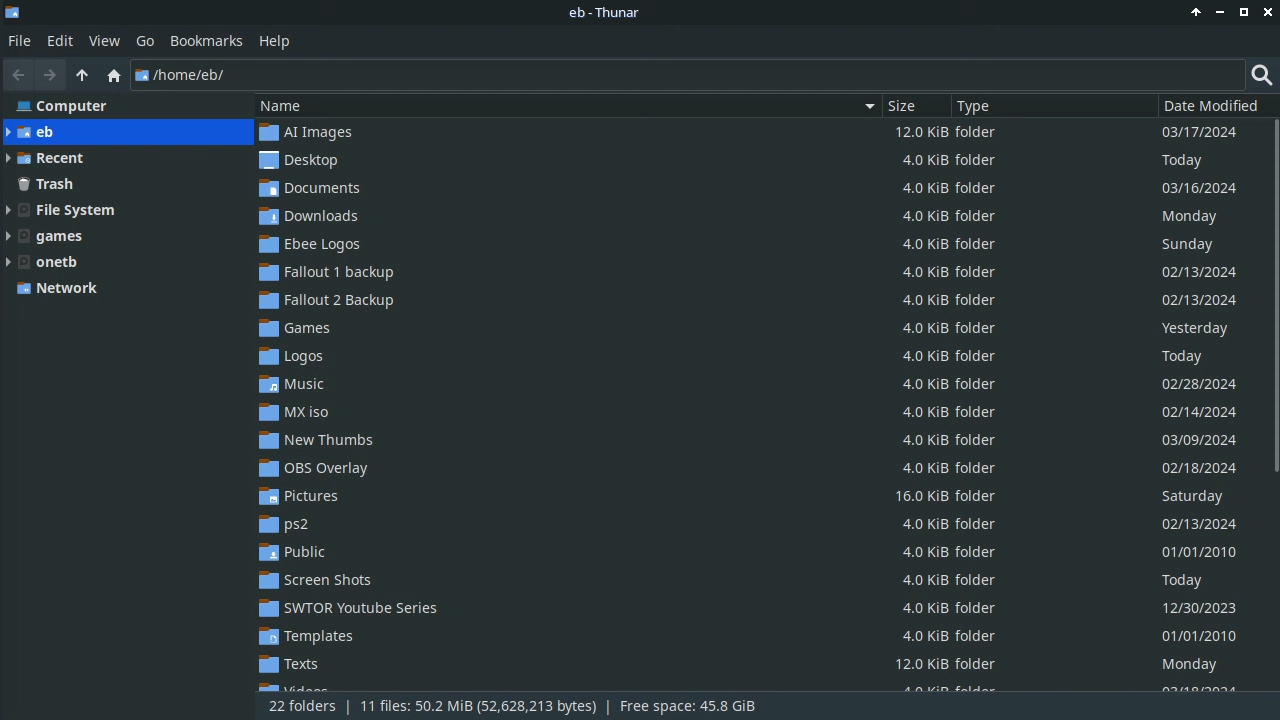 eb - Thunar
File Edit View Go Bookmarks Help
/home/eb/
Computer
eb
Recent
Trash
File System
games
onetb
Network
Name Size Type Date Modified
AI Images 12.0 KiB folder 03/17/2024
Desktop 4.0 KiB folder Today
Documents 4.0 KiB folder 03/16/2024
Downloads 4.0 KiB folder Monday
Ebee Logos 4.0 KiB folder Sunday
Fallout 1 backup 4.0 KiB folder 02/13/2024
Fallout 2 Backup 4.0 KiB folder 02/13/2024
Games 4.0 KiB folder Yesterday
Logos 4.0 KiB folder Today
Music 4.0 KiB folder 02/28/2024
MX iso 4.0 KiB folder 02/14/2024
New Thumbs 4.0 KiB folder 03/09/2024
OBS Overlay 4.0 KiB folder 02/18/2024
Pictures 16.0 KiB folder Saturday
ps2 4.0 KiB folder 02/13/2024
Public 4.0 KiB folder 01/01/2010
Screen Shots 4.0 KiB folder Today
SWTOR Youtube Series 4.0 KiB folder 12/30/2023
Templates 4.0 KiB folder 01/01/2010
Texts 12.0 KiB folder Monday
Videos 4.0 KiB folder 03/18/2024
22 folders | 11 files: 50.2 MiB (52,628,213 bytes) | Free space: 45.8 GiB